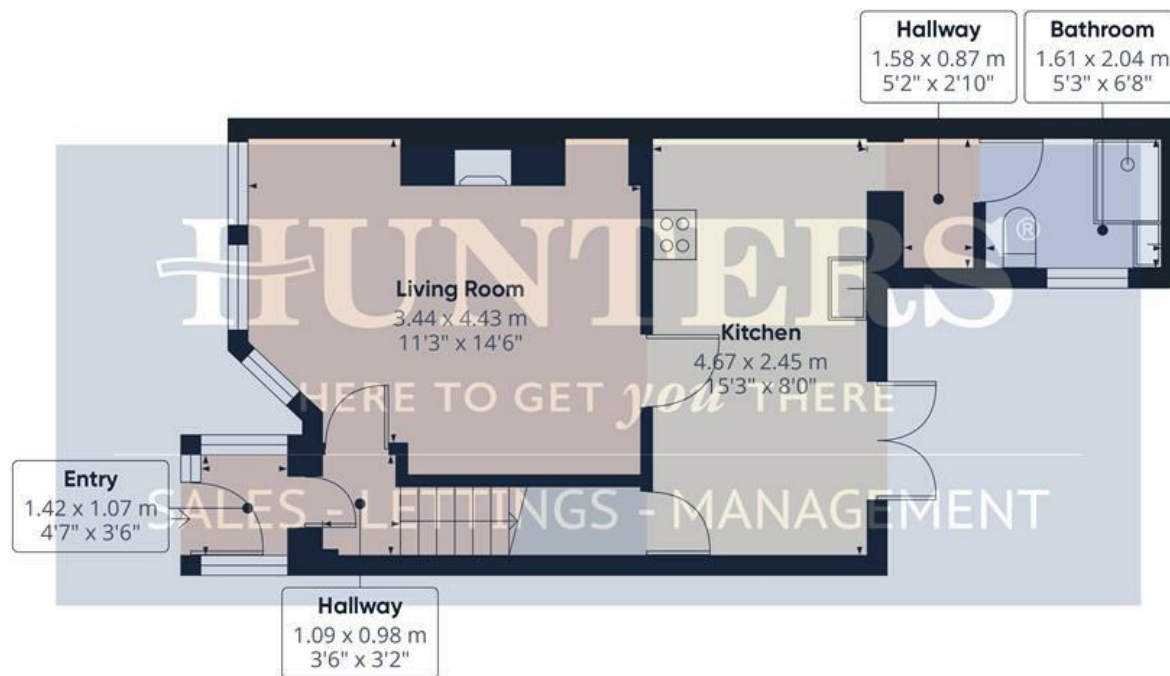 Hallway
1.58 x 0.87 m
5'2" x 2'10"
Bathroom
1.61 x 2.04 m
5'3" x 6'8"
HUNTERS®
Living Room
3.44 x 4.43 m
11'3" x 14'6"
Kitchen
4.67 x 2.45 m
15'3" x 8'0"
HERE TO GET you THERE
Entry
1.42 x 1.07 m
4'7" x 3'6"
SALES - LETTINGS - MANAGEMENT
Hallway
1.09 x 0.98 m
3'6" x 3'2"